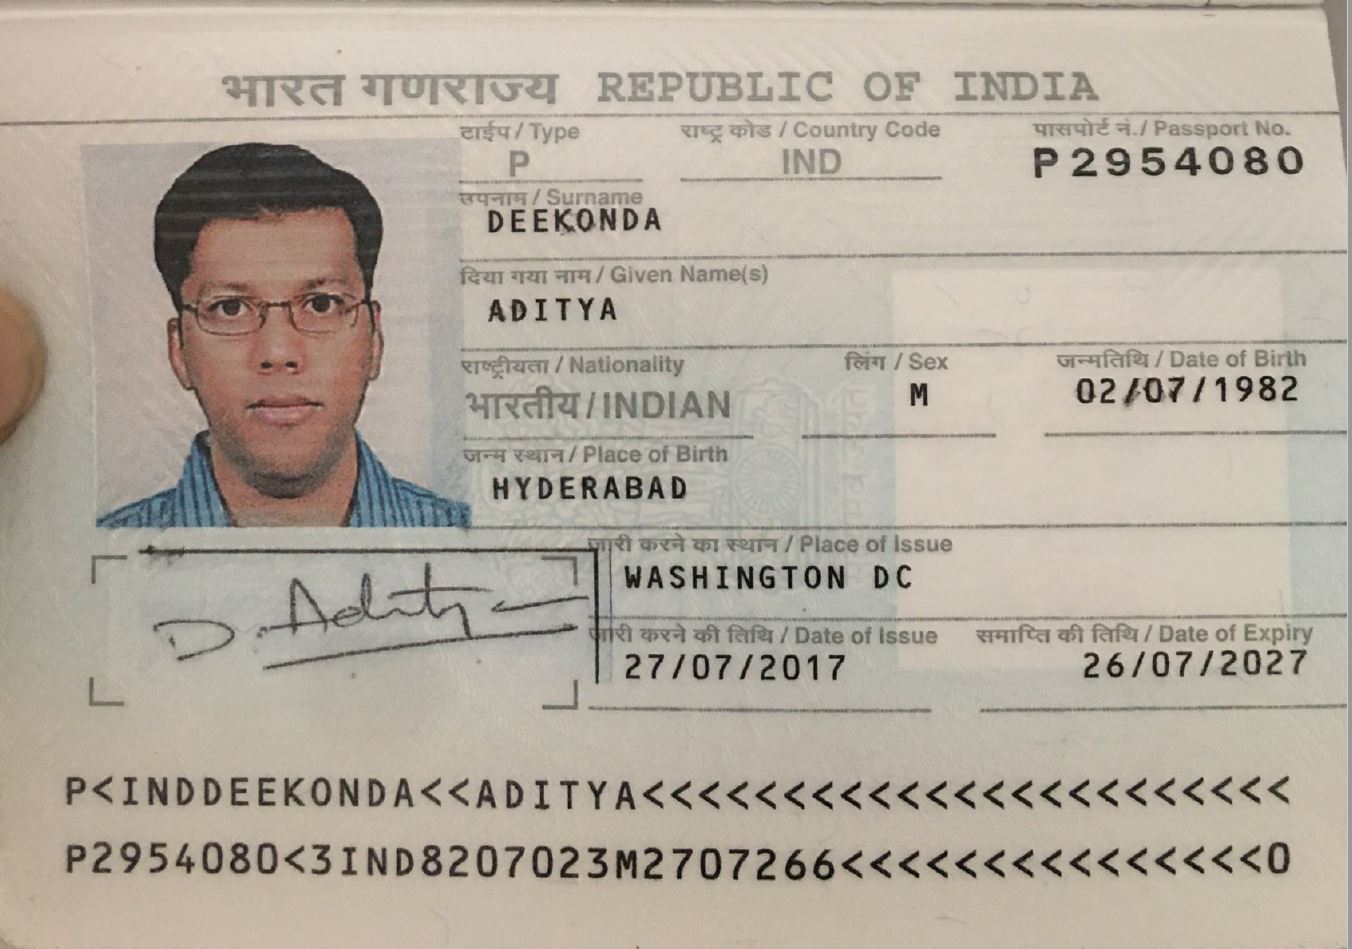 भारत गणराज्य REPUBLIC OF INDIA
टाईप / Type राष्ट्र कोड / Country Code पासपोर्ट नं./ Passport No.
P IND P2954080
उपनाम / Surname
DEEKONDA
दिया गया नाम / Given Name(s)
ADITYA
राष्ट्रीयता / Nationality लिंग / Sex जन्मतिथि / Date of Birth
भारतीय / INDIAN M 02/07/1982
जन्म स्थान / Place of Birth
HYDERABAD
जारी करने का स्थान / Place of Issue
WASHINGTON DC
जारी करने की तिथि / Date of Issue समाप्ति की तिथि / Date of Expiry
27/07/2017 26/07/2027
D. Aditya
P<INDDEEKONDA<<ADITYA<<<<<<<<<<<<<<<<<<<<<<<
P2954080<3IND8207023M2707266<<<<<<<<<<<<<<<0